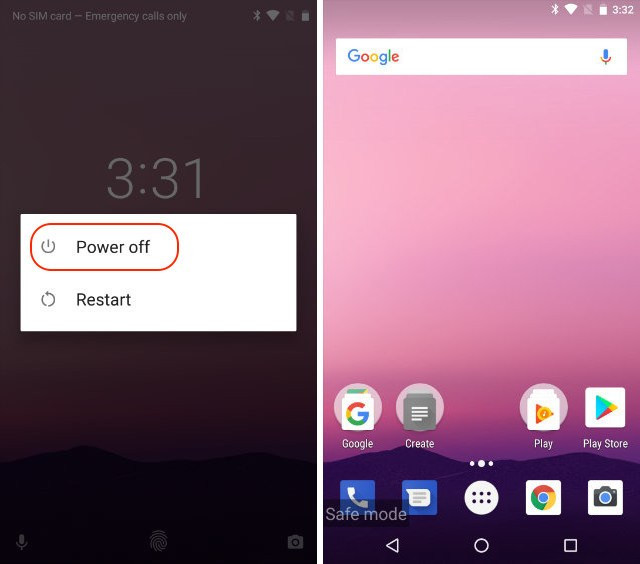 No SIM card — Emergency calls only
3:31
Power off
Restart
3:32
Google
Google
Create
Play
Play Store
Safe mode